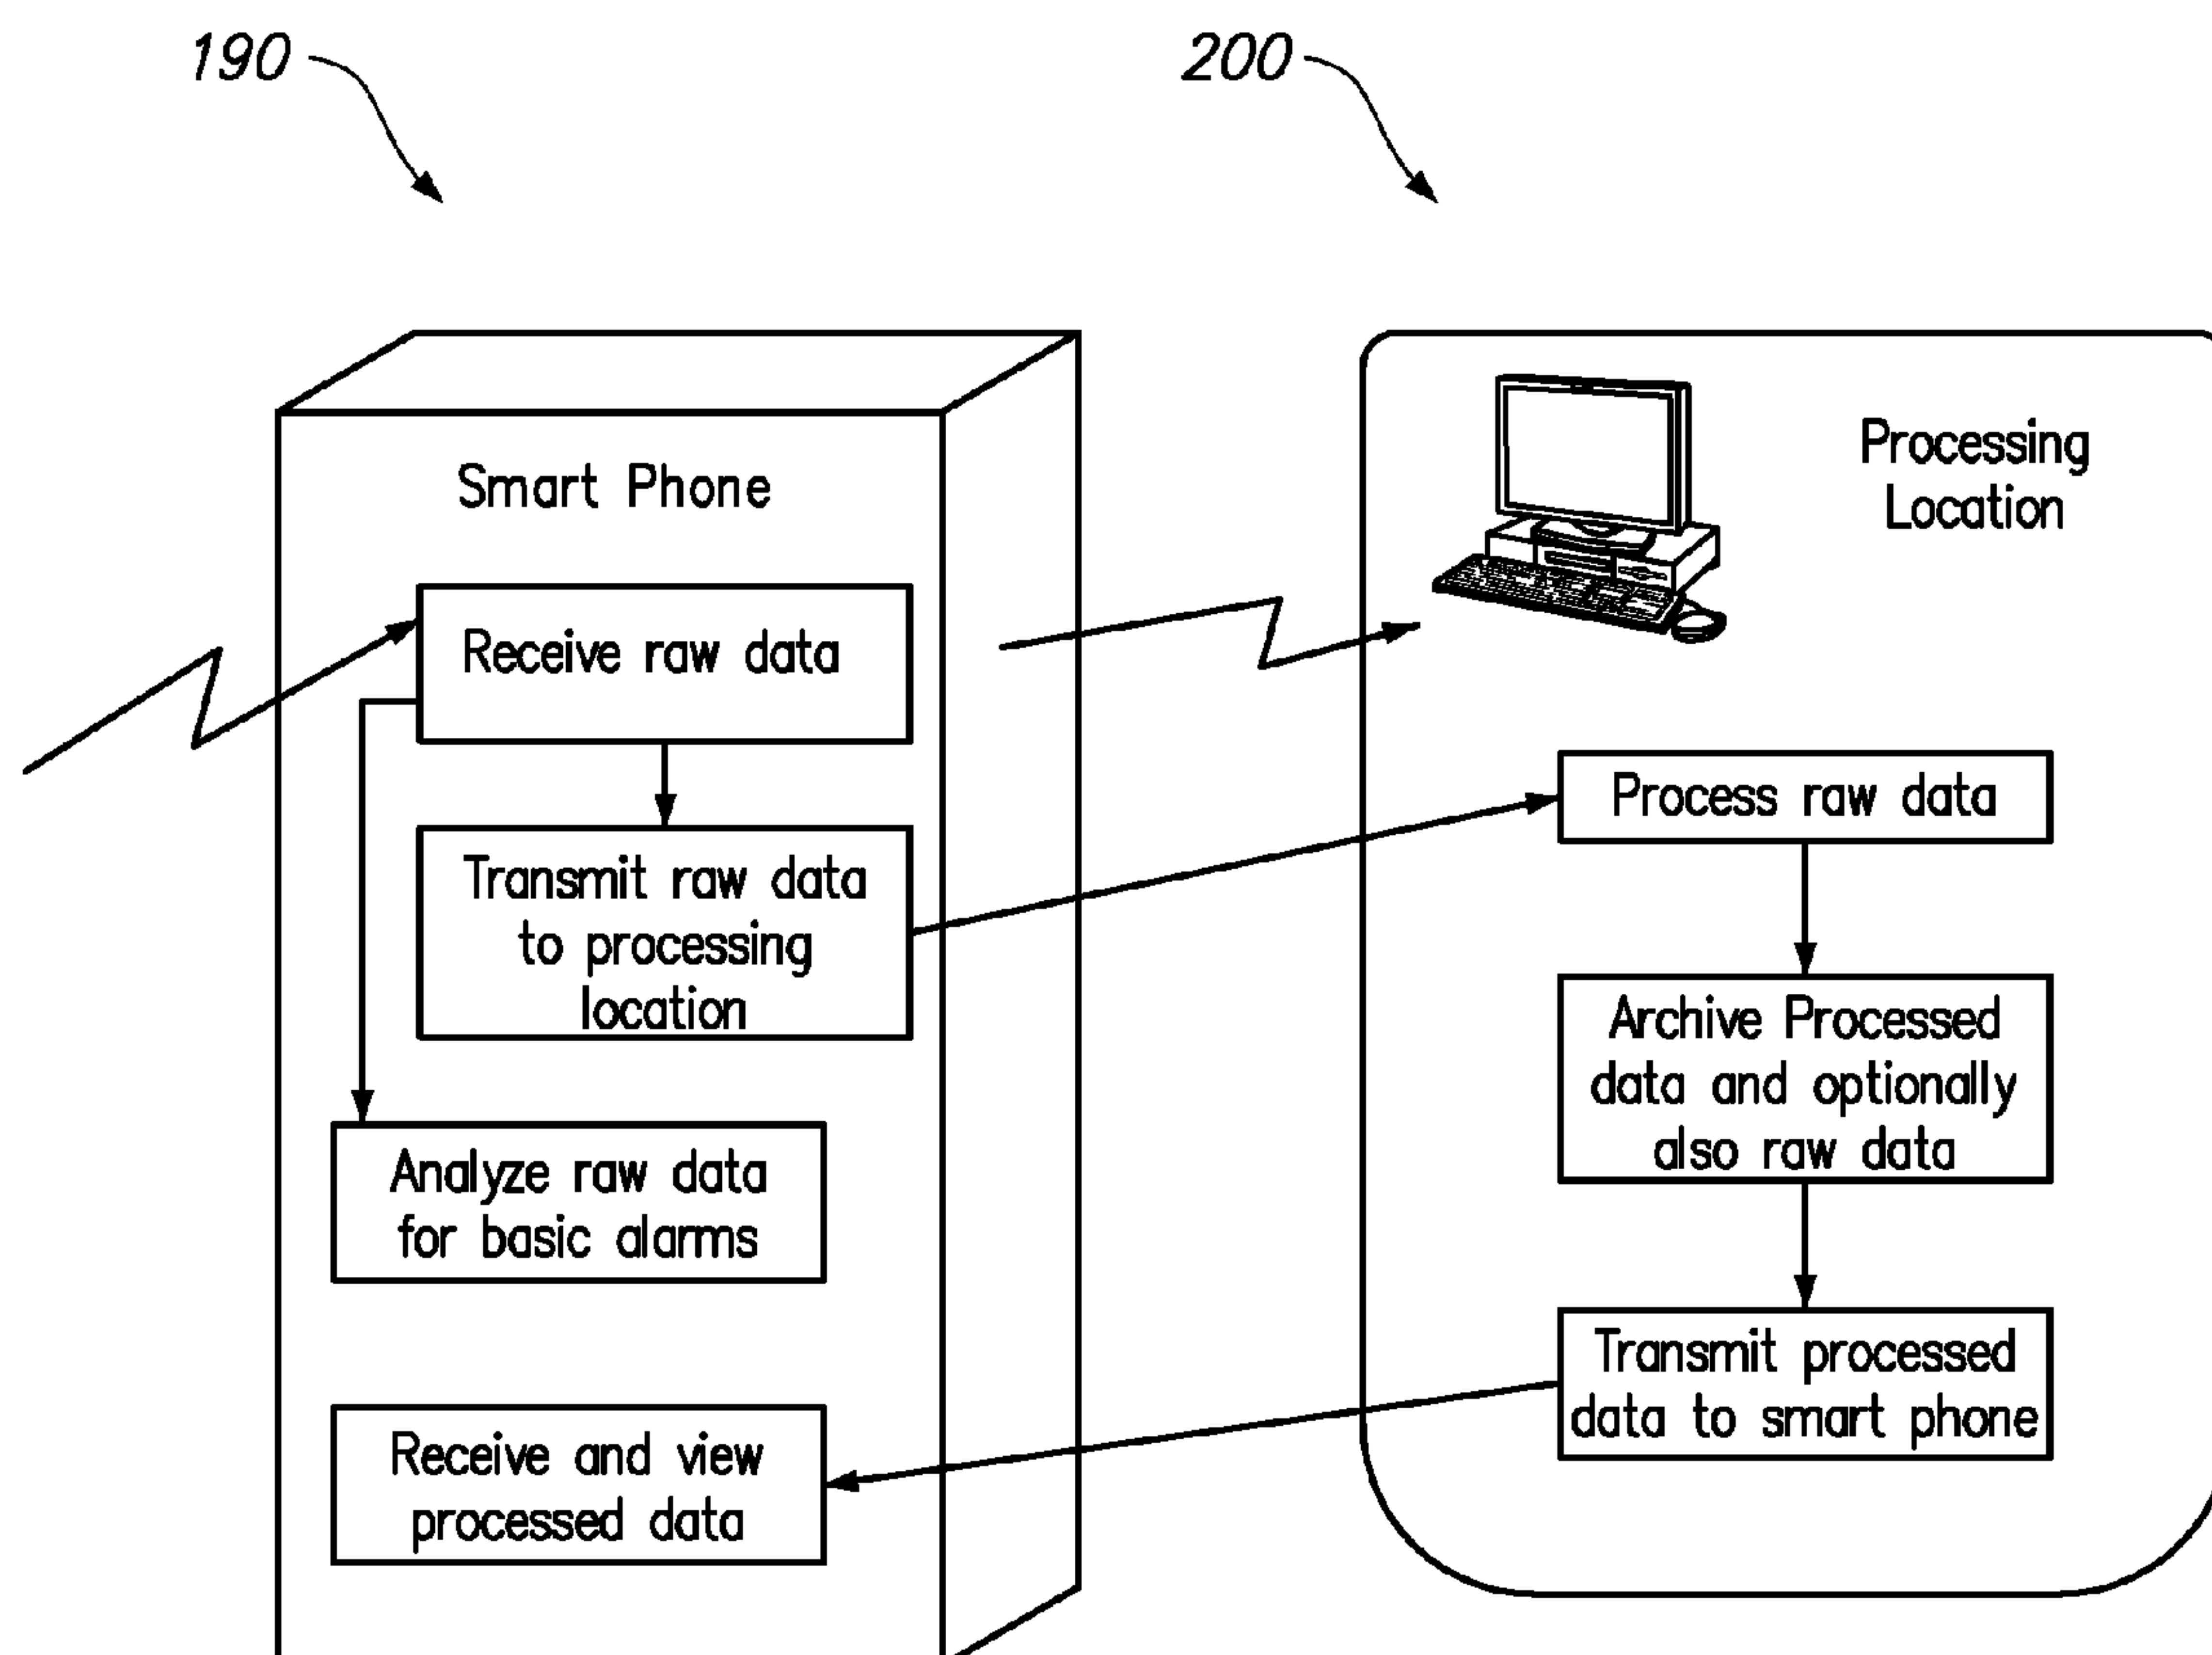 190
200
Smart Phone
Receive raw data
Transmit raw data
to processing
location
Analyze raw data
for basic alarms
Receive and view
processed data
Processing
Location
Process raw data
Archive Processed
data and optionally
also raw data
Transmit processed
data to smart phone